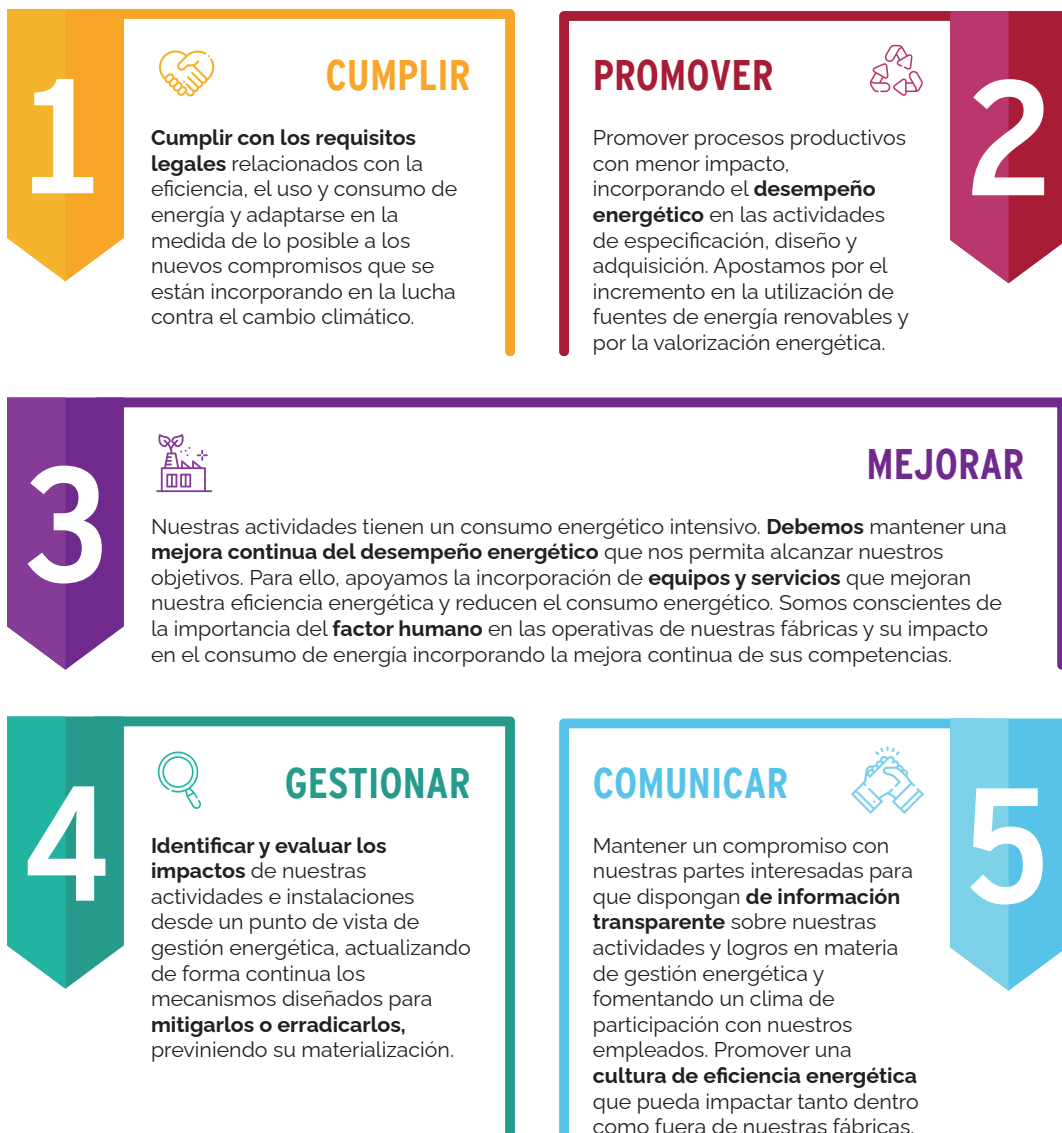 1
CUMPLIR
Cumplir con los requisitos
legales relacionados con la
eficiencia, el uso y consumo de
energía y adaptarse en la
medida de lo posible a los
nuevos compromisos que se
están incorporando en la lucha
contra el cambio climático.
PROMOVER
2
Promover procesos productivos
con menor impacto,
incorporando el desempeño
energético en las actividades
de especificación, diseño y
adquisición. Apostamos por el
incremento en la utilización de
fuentes de energía renovables y
por la valorización energética.
3
MEJORAR
Nuestras actividades tienen un consumo energético intensivo. Debemos mantener una
mejora continua del desempeño energético que nos permita alcanzar nuestros
objetivos. Para ello, apoyamos la incorporación de equipos y servicios que mejoran
nuestra eficiencia energética y reducen el consumo energético. Somos conscientes de
la importancia del factor humano en las operativas de nuestras fábricas y su impacto
en el consumo de energía incorporando la mejora continua de sus competencias.
4
GESTIONAR
Identificar y evaluar los
impactos de nuestras
actividades e instalaciones
desde un punto de vista de
gestión energética, actualizando
de forma continua los
mecanismos diseñados para
mitigarlos o erradicarlos,
previniendo su materialización.
COMUNICAR
5
Mantener un compromiso con
nuestras partes interesadas para
que dispongan de información
transparente sobre nuestras
actividades y logros en materia
de gestión energética y
fomentando un clima de
participación con nuestros
empleados. Promover una
cultura de eficiencia energética
que pueda impactar tanto dentro
como fuera de nuestras fábricas.